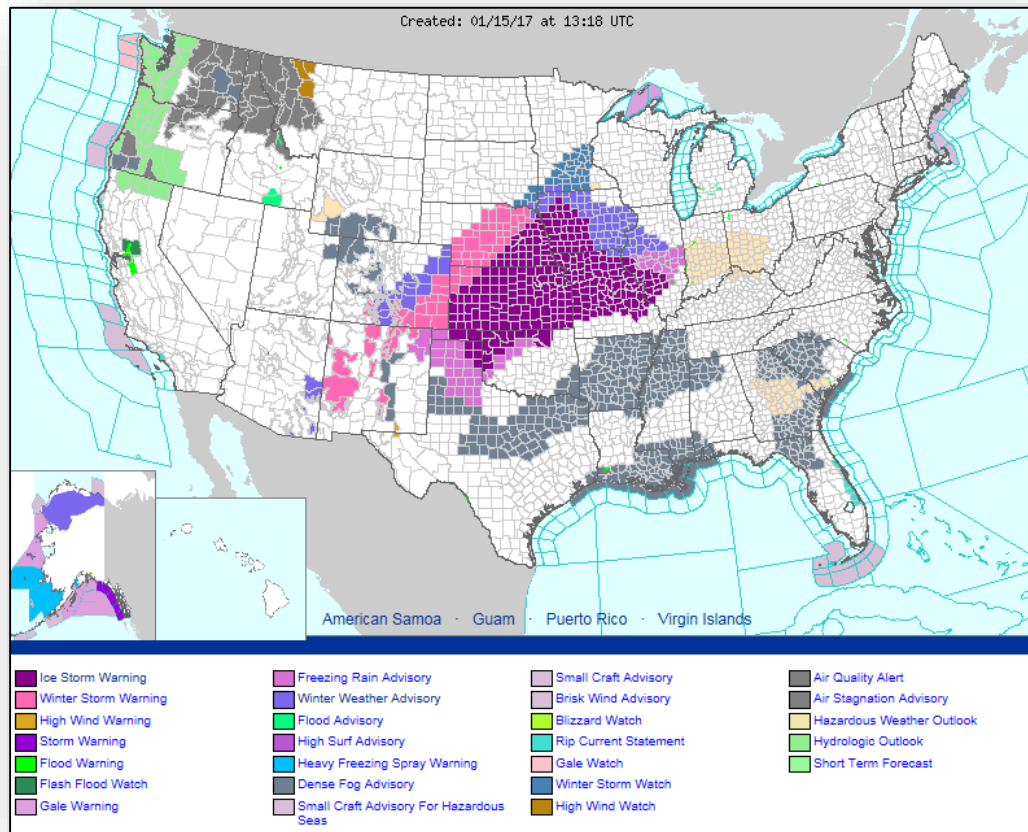 Created: 01/15/17 at 13:18 UTC
American Samoa · Guam · Puerto Rico · Virgin Islands
Ice Storm Warning
Winter Storm Warning
High Wind Warning
Storm Warning
Flood Warning
Flash Flood Watch
Gale Warning
Freezing Rain Advisory
Winter Weather Advisory
Flood Advisory
High Surf Advisory
Heavy Freezing Spray Warning
Dense Fog Advisory
Small Craft Advisory For Hazardous
Seas
Small Craft Advisory
Brisk Wind Advisory
Blizzard Watch
Rip Current Statement
Gale Watch
Winter Storm Watch
High Wind Watch
Air Quality Alert
Air Stagnation Advisory
Hazardous Weather Outlook
Hydrologic Outlook
Short Term Forecast